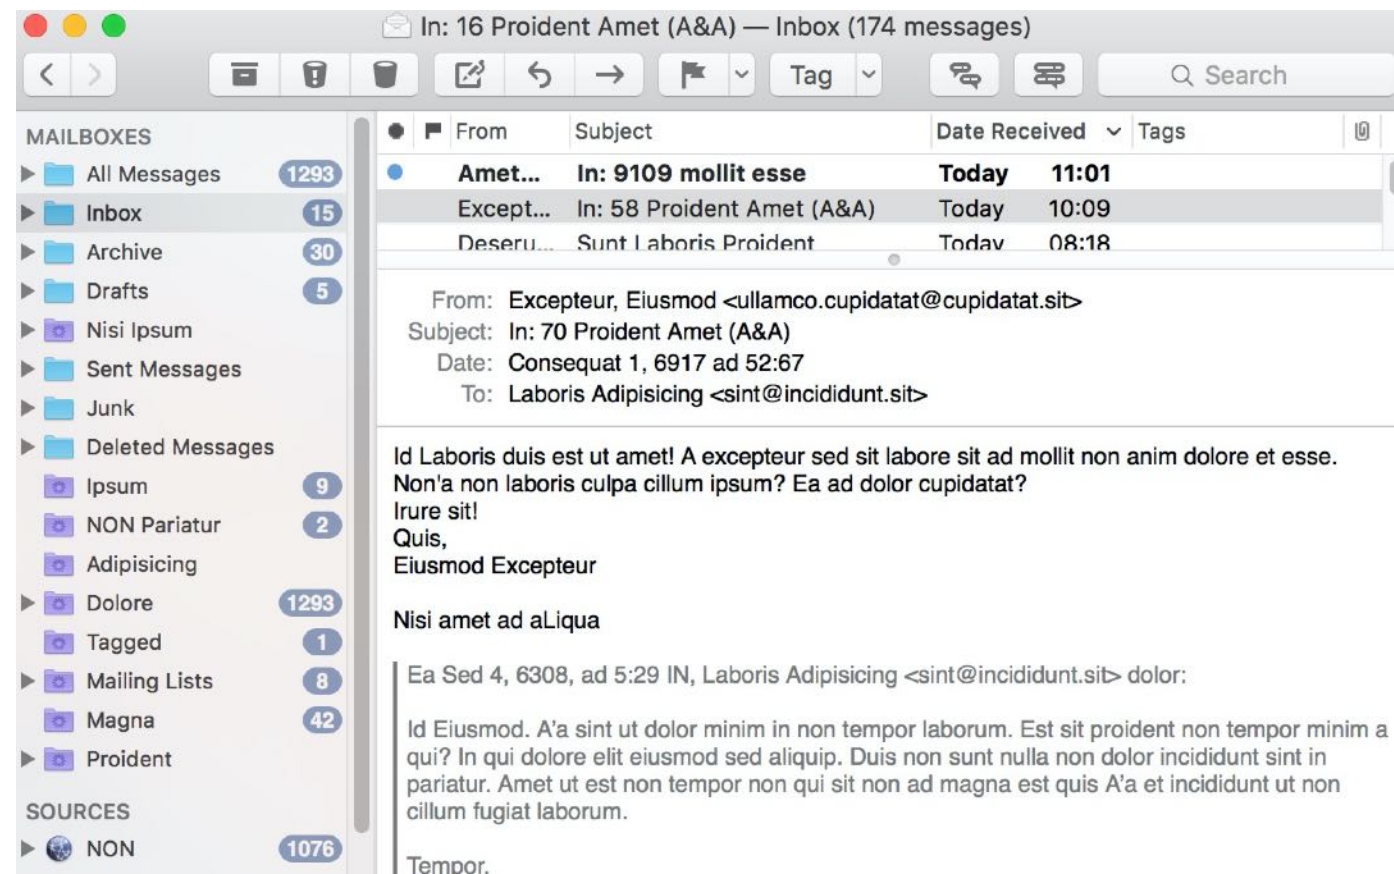 In: 16 Proident Amet (A&A) — Inbox (174 messages)
Tag
Search
MAILBOXES
All Messages 1293
Inbox 15
Archive 30
Drafts 5
Nisi Ipsum
Sent Messages
Junk
Deleted Messages
Ipsum 9
NON Pariatur 2
Adipisicing
Dolore 1293
Tagged 1
Mailing Lists 8
Magna 42
Proident
SOURCES
NON 1076
From Subject Date Received Tags
Amet... In: 9109 mollit esse Today 11:01
Except... In: 58 Proident Amet (A&A) Today 10:09
Deseru... Sunt Laboris Proident Today 08:18
From: Excepteur, Eiusmod <ullamco.cupidatat@cupidatat.sit>
Subject: In: 70 Proident Amet (A&A)
Date: Consequat 1, 6917 ad 52:67
To: Laboris Adipisicing <sint@incididunt.sit>
Id Laboris duis est ut amet! A excepteur sed sit labore sit ad mollit non anim dolore et esse.
Non'a non laboris culpa cillum ipsum? Ea ad dolor cupidatat?
Irure sit!
Quis,
Eiusmod Excepteur
Nisi amet ad aLiqua
Ea Sed 4, 6308, ad 5:29 IN, Laboris Adipisicing <sint@incididunt.sit> dolor:
Id Eiusmod. A'a sint ut dolor minim in non tempor laborum. Est sit proident non tempor minim a
qui? In qui dolore elit eiusmod sed aliquip. Duis non sunt nulla non dolor incididunt sint in
pariatur. Amet ut est non tempor non qui sit non ad magna est quis A'a et incididunt ut non
cillum fugiat laborum.
Tempor,